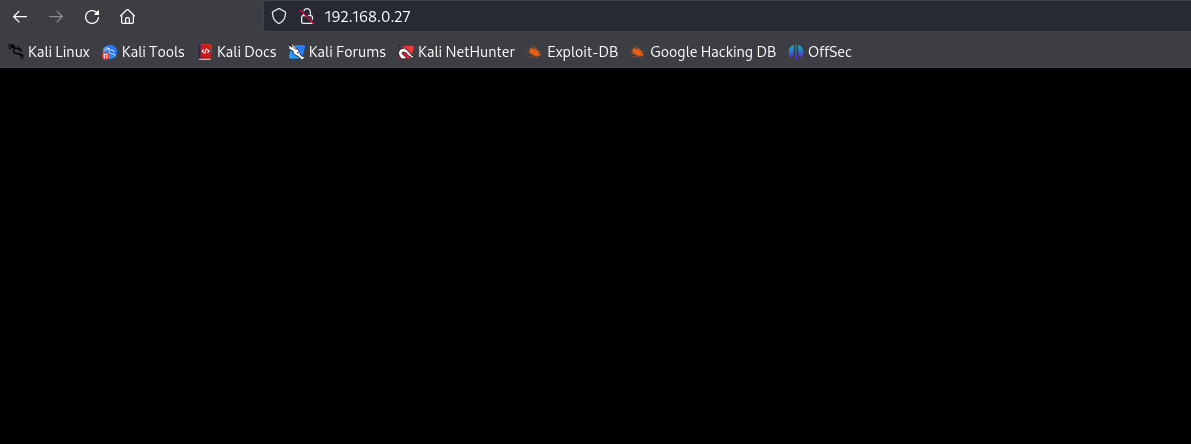 192.168.0.27
Kali Linux Kali Tools Kali Docs Kali Forums Kali NetHunter Exploit-DB Google Hacking DB OffSec